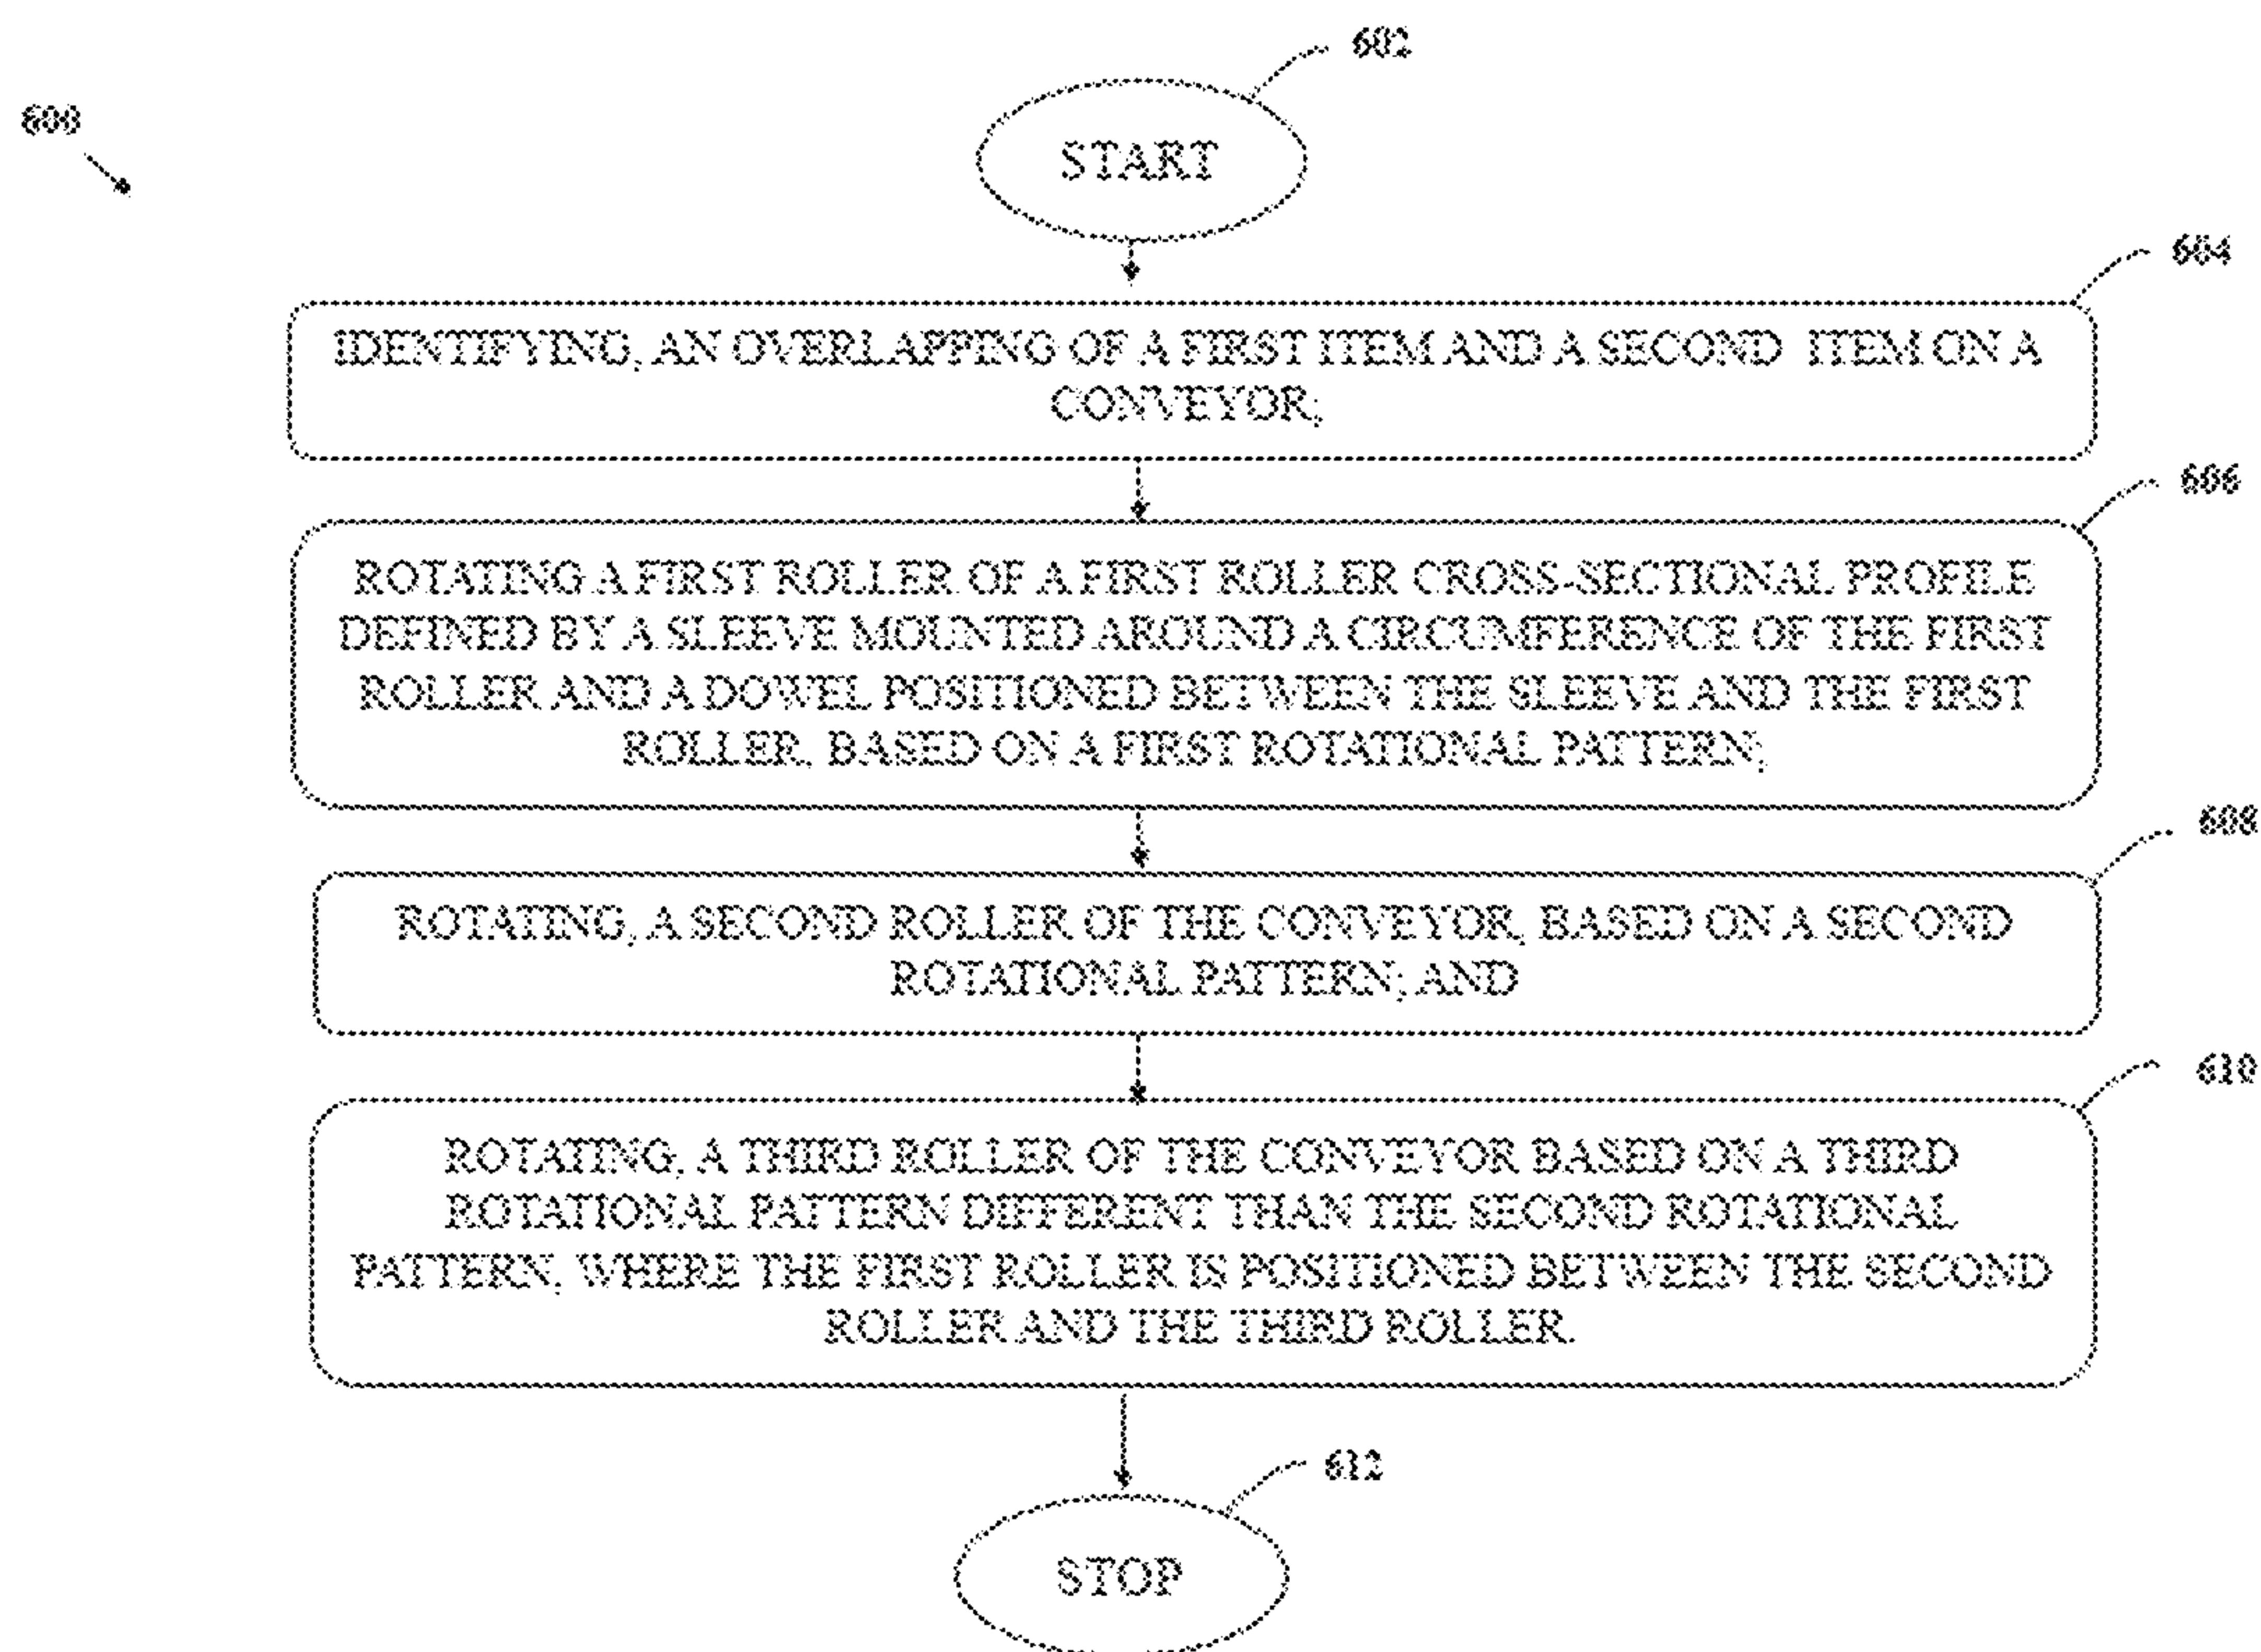 602
600
START
604
IDENTIFYING, AN OVERLAPPING OF A FIRST ITEM AND A SECOND ITEM ON A
CONVEYOR;
606
ROTATING A FIRST ROLLER OF A FIRST ROLLER CROSS-SECTIONAL PROFILE
DEFINED BY A SLEEVE MOUNTED AROUND A CIRCUMFERENCE OF THE FIRST
ROLLER AND A DOWEL POSITIONED BETWEEN THE SLEEVE AND THE FIRST
ROLLER, BASED ON A FIRST ROTATIONAL PATTERN;
608
ROTATING, A SECOND ROLLER OF THE CONVEYOR, BASED ON A SECOND
ROTATIONAL PATTERN; AND
610
ROTATING, A THIRD ROLLER OF THE CONVEYOR BASED ON A THIRD
ROTATIONAL PATTERN DIFFERENT THAN THE SECOND ROTATIONAL
PATTERN, WHERE THE FIRST ROLLER IS POSITIONED BETWEEN THE SECOND
ROLLER AND THE THIRD ROLLER.
612
STOP